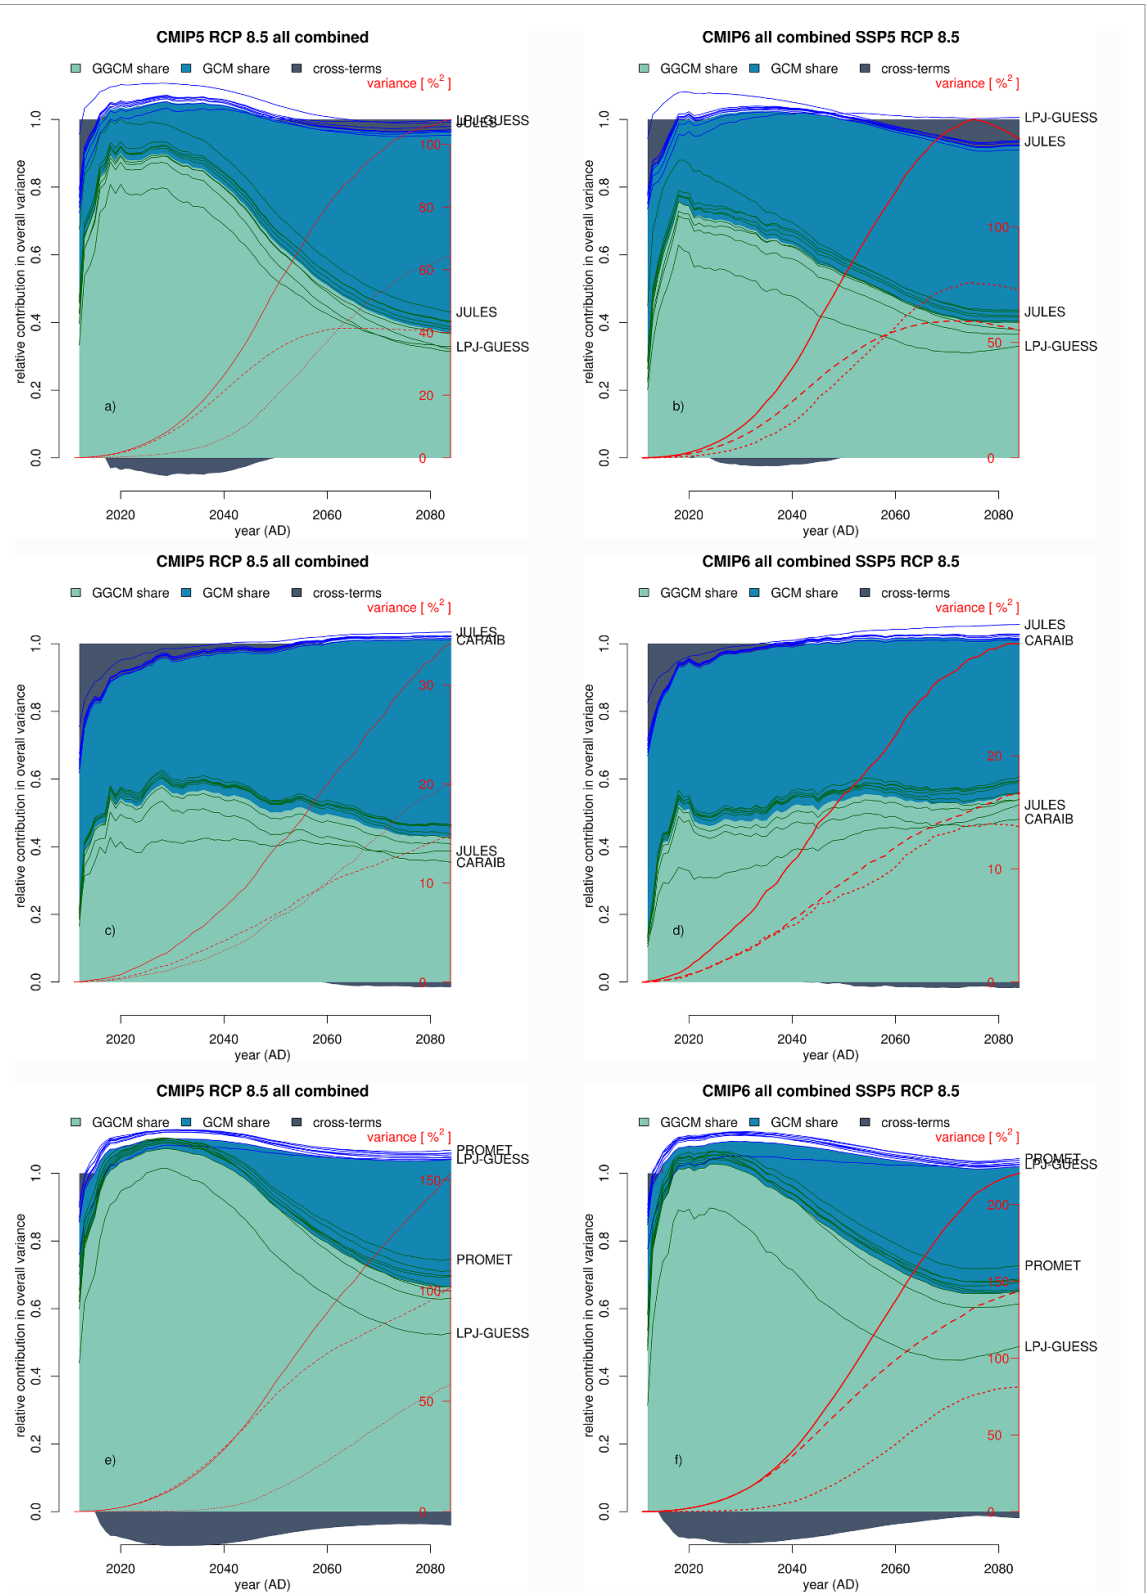 CMIP5 RCP 8.5 all combined
GGCM share GCM share cross-terms
variance [ %² ]
relative contribution in overall variance
0.0 0.2 0.4 0.6 0.8 1.0
LPJ-GUESS
JULES
JULES
LPJ-GUESS
100
80
60
40
20
0
a)
2020 2040 2060 2080
year (AD)
CMIP6 all combined SSP5 RCP 8.5
GGCM share GCM share cross-terms
variance [ %² ]
relative contribution in overall variance
0.0 0.2 0.4 0.6 0.8 1.0
LPJ-GUESS
JULES
JULES
LPJ-GUESS
100
50
0
b)
2020 2040 2060 2080
year (AD)
CMIP5 RCP 8.5 all combined
GGCM share GCM share cross-terms
variance [ %² ]
relative contribution in overall variance
0.0 0.2 0.4 0.6 0.8 1.0
JULES
CARAIB
JULES
CARAIB
30
20
10
0
c)
2020 2040 2060 2080
year (AD)
CMIP6 all combined SSP5 RCP 8.5
GGCM share GCM share cross-terms
variance [ %² ]
relative contribution in overall variance
0.0 0.2 0.4 0.6 0.8 1.0
JULES
CARAIB
JULES
CARAIB
20
10
0
d)
2020 2040 2060 2080
year (AD)
CMIP5 RCP 8.5 all combined
GGCM share GCM share cross-terms
variance [ %² ]
relative contribution in overall variance
0.0 0.2 0.4 0.6 0.8 1.0
PROMET
LPJ-GUESS
PROMET
LPJ-GUESS
150
100
50
0
e)
2020 2040 2060 2080
year (AD)
CMIP6 all combined SSP5 RCP 8.5
GGCM share GCM share cross-terms
variance [ %² ]
relative contribution in overall variance
0.0 0.2 0.4 0.6 0.8 1.0
PROMET
LPJ-GUESS
PROMET
LPJ-GUESS
200
150
100
50
0
f)
2020 2040 2060 2080
year (AD)